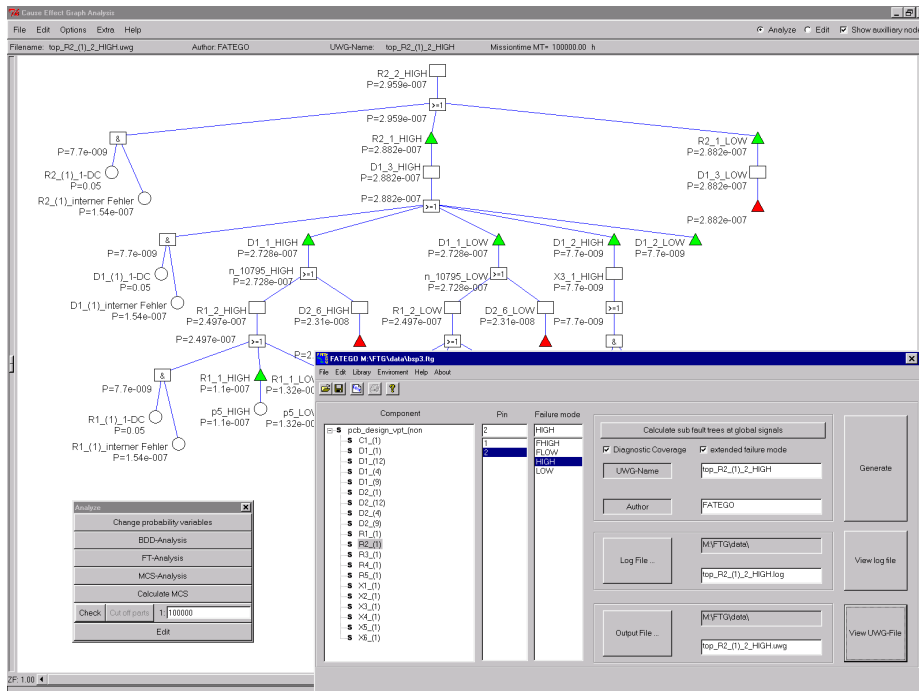 Cause Effect Graph Analysis
File Edit Options Extra Help
Analyze Edit Show auxilliary node
Filename: top_R2_(1)_2_HIGH.uwg Author: FATEGO UWG-Name: top_R2_(1)_2_HIGH Missiontime MT= 100000.00 h
R2_2_HIGH
P=2.959e-007
>=1
P=2.959e-007
& R2_1_HIGH R2_1_LOW
P=7.7e-009 P=2.882e-007 P=2.882e-007
R2_(1)_1-DC D1_3_HIGH D1_3_LOW
P=0.05 P=2.882e-007 P=2.882e-007
R2_(1)_interner Fehler P=2.882e-007 P=2.882e-007
P=1.54e-007 >=1
& D1_1_HIGH D1_1_LOW D1_2_HIGH D1_2_LOW
P=7.7e-009 P=2.728e-007 P=2.728e-007 P=7.7e-009 P=7.7e-009
D1_(1)_1-DC n_10795_HIGH >=1 n_10795_LOW >=1 X3_1_HIGH
P=0.05 P=2.728e-007 P=2.728e-007 P=7.7e-009
D1_(1)_interner Fehler R1_2_HIGH D2_6_HIGH R1_2_LOW D2_6_LOW >=1
P=1.54e-007 P=2.497e-007 P=2.31e-008 P=2.497e-007 P=2.31e-008 P=7.7e-009
P=2.497e-007 >=1 >=1 &
& R1_1_HIGH R1_1_LO
P=7.7e-009 P=1.1e-007 P=1.32e-00
R1_(1)_1-DC p5_HIGH p5_LO
P=0.05 P=1.1e-007 P=1.32e-00
R1_(1)_interner Fehler
P=1.54e-007
Analyze
Change probability variables
BDD-Analysis
FT-Analysis
MCS-Analysis
Calculate MCS
Check Cut off parts 1: 100000
Edit
ZF: 1.00
FATEGO M:\FTG\data\bsp3.ftg
File Edit Library Enviroment Help About
Component Pin Failure mode
pcb_design_vpt_(non 2 HIGH
S C1_(1) 1 FHIGH
S D1_(1) 2 FLOW
S D1_(12) HIGH
S D1_(4) LOW
S D1_(9)
S D2_(1)
S D2_(12)
S D2_(4)
S D2_(9)
S R1_(1)
S R2_(1)
S R3_(1)
S R4_(1)
S R5_(1)
S X1_(1)
S X2_(1)
S X3_(1)
S X4_(1)
S X5_(1)
S X6_(1)
Calculate sub fault trees at global signals
Diagnostic Coverage extended failure mode
UWG-Name top_R2_(1)_2_HIGH
Author FATEGO
Generate
Log File ... M:\FTG\data\
top_R2_(1)_2_HIGH.log
View log file
Output File ... M:\FTG\data\
top_R2_(1)_2_HIGH.uwg
View UWG-File